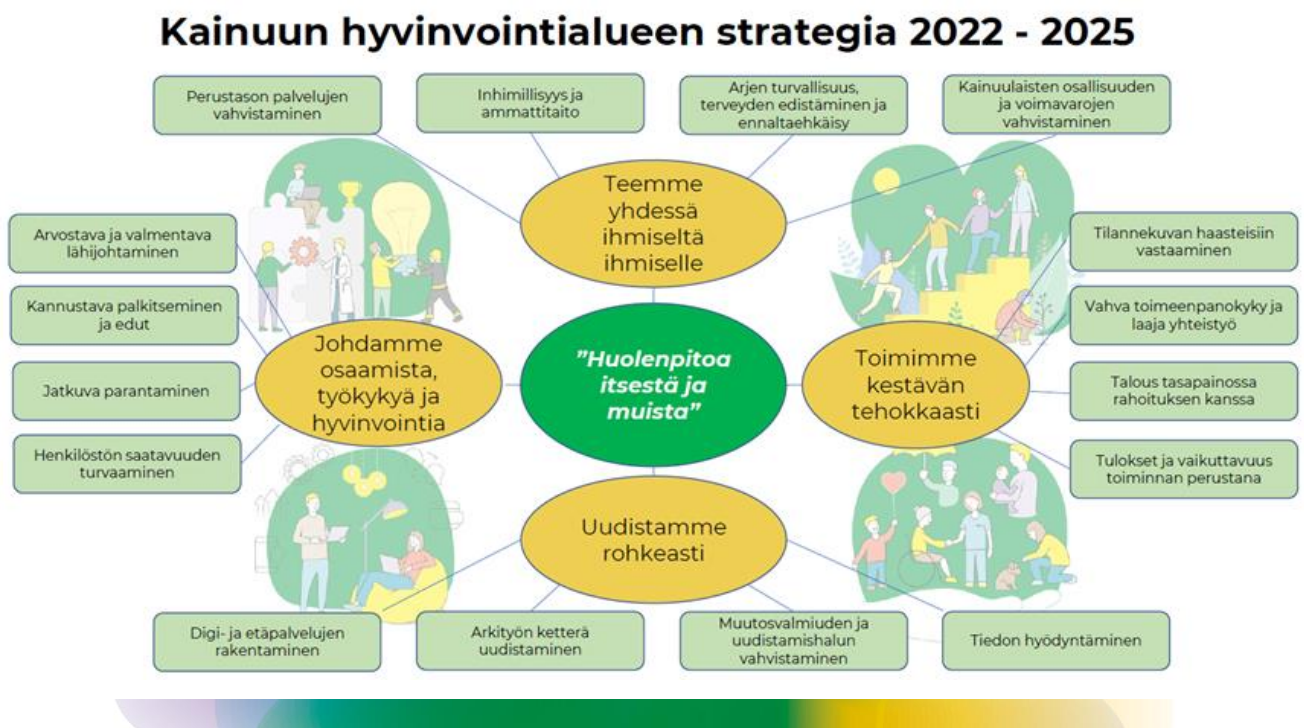 Kainuun hyvinvointialueen strategia 2022 - 2025
Perustason palvelujen
vahvistaminen
Inhimillisyys ja
ammattitaito
Arjen turvallisuus,
terveyden edistäminen ja
ennaltaehkäisy
Kainuulaisten osallisuuden
ja voimavarojen
vahvistaminen
Teemme
yhdessä
ihmiseltä
ihmiselle
Arvostava ja valmentava
lähijohtaminen
Kannustava palkitseminen
ja edut
Jatkuva parantaminen
Henkilöstön saatavuuden
turvaaminen
Johdamme
osaamista,
työkykyä ja
hyvinvointia
"Huolenpitoa
itsestä ja
muista"
Toimimme
kestävän
tehokkaasti
Tilannekuvan haasteisiin
vastaaminen
Vahva toimeenpanokyky ja
laaja yhteistyö
Talous tasapainossa
rahoituksen kanssa
Tulokset ja vaikuttavuus
toiminnan perustana
Uudistamme
rohkeasti
Digi- ja etäpalvelujen
rakentaminen
Arkityön ketterä
uudistaminen
Muutosvalmiuden ja
uudistamishalun
vahvistaminen
Tiedon hyödyntäminen